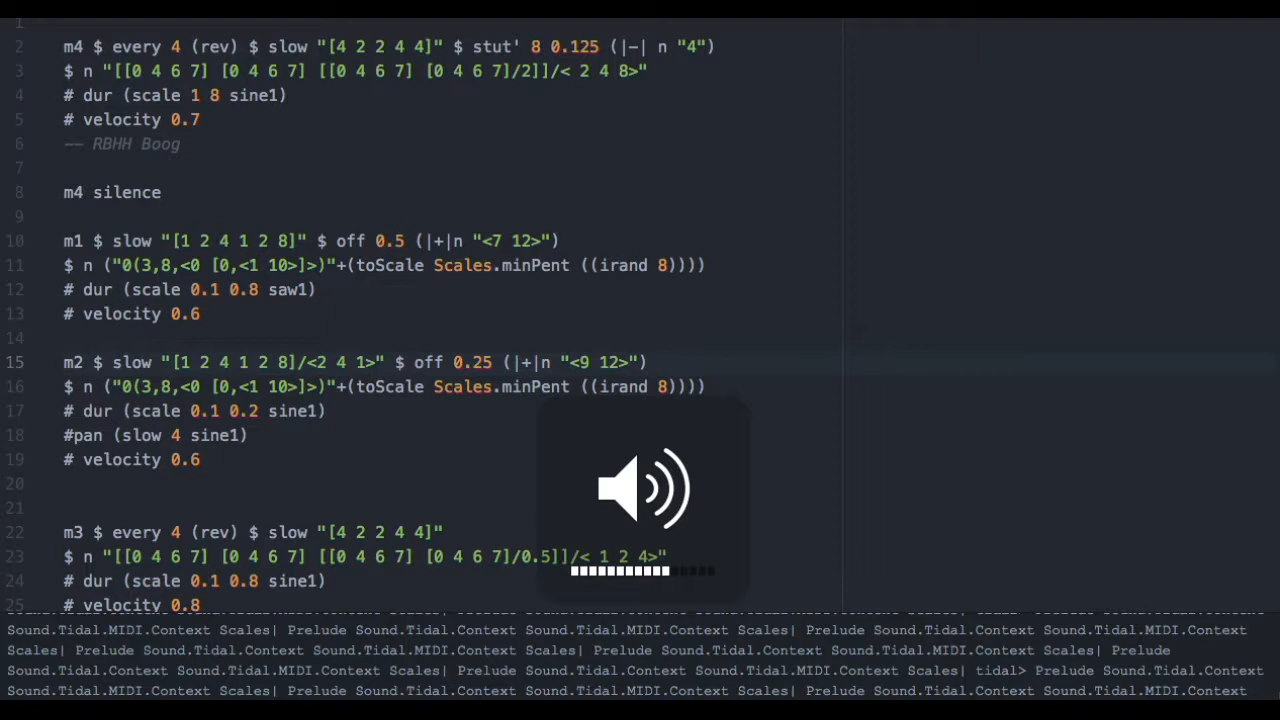 1
2 m4 $ every 4 (rev) $ slow "[4 2 2 4 4]" $ stut' 8 0.125 (|-| n "4")
3 $ n "[[0 4 6 7] [0 4 6 7] [[0 4 6 7] [0 4 6 7]/2]]/< 2 4 8>"
4 # dur (scale 1 8 sine1)
5 # velocity 0.7
6 -- RBHH Boog
7
8 m4 silence
9
10 m1 $ slow "[1 2 4 1 2 8]" $ off 0.5 (|+|n "<7 12>")
11 $ n ("0(3,8,<0 [0,<1 10>]>)"+(toScale Scales.minPent ((irand 8))))
12 # dur (scale 0.1 0.8 saw1)
13 # velocity 0.6
14
15 m2 $ slow "[1 2 4 1 2 8]/<2 4 1>" $ off 0.25 (|+|n "<9 12>")
16 $ n ("0(3,8,<0 [0,<1 10>]>)"+(toScale Scales.minPent ((irand 8))))
17 # dur (scale 0.1 0.2 sine1)
18 #pan (slow 4 sine1)
19 # velocity 0.6
20
21
22 m3 $ every 4 (rev) $ slow "[4 2 2 4 4]"
23 $ n "[[0 4 6 7] [0 4 6 7] [[0 4 6 7] [0 4 6 7]/0.5]]/< 1 2 4>"
24 # dur (scale 0.1 0.8 sine1)
25 # velocity 0.8
Sound.Tidal.MIDI.Context Scales| Prelude Sound.Tidal.Context Sound.Tidal.MIDI.Context Scales| Prelude Sound.Tidal.Context Sound.Tidal.MIDI.Context
Scales| Prelude Sound.Tidal.Context Sound.Tidal.MIDI.Context Scales| Prelude Sound.Tidal.Context Sound.Tidal.MIDI.Context Scales| Prelude
Sound.Tidal.Context Sound.Tidal.MIDI.Context Scales| Prelude Sound.Tidal.Context Sound.Tidal.MIDI.Context Scales| tidal> Prelude Sound.Tidal.Context
Sound.Tidal.MIDI.Context Scales| Prelude Sound.Tidal.Context Sound.Tidal.MIDI.Context Scales| Prelude Sound.Tidal.Context Sound.Tidal.MIDI.Context